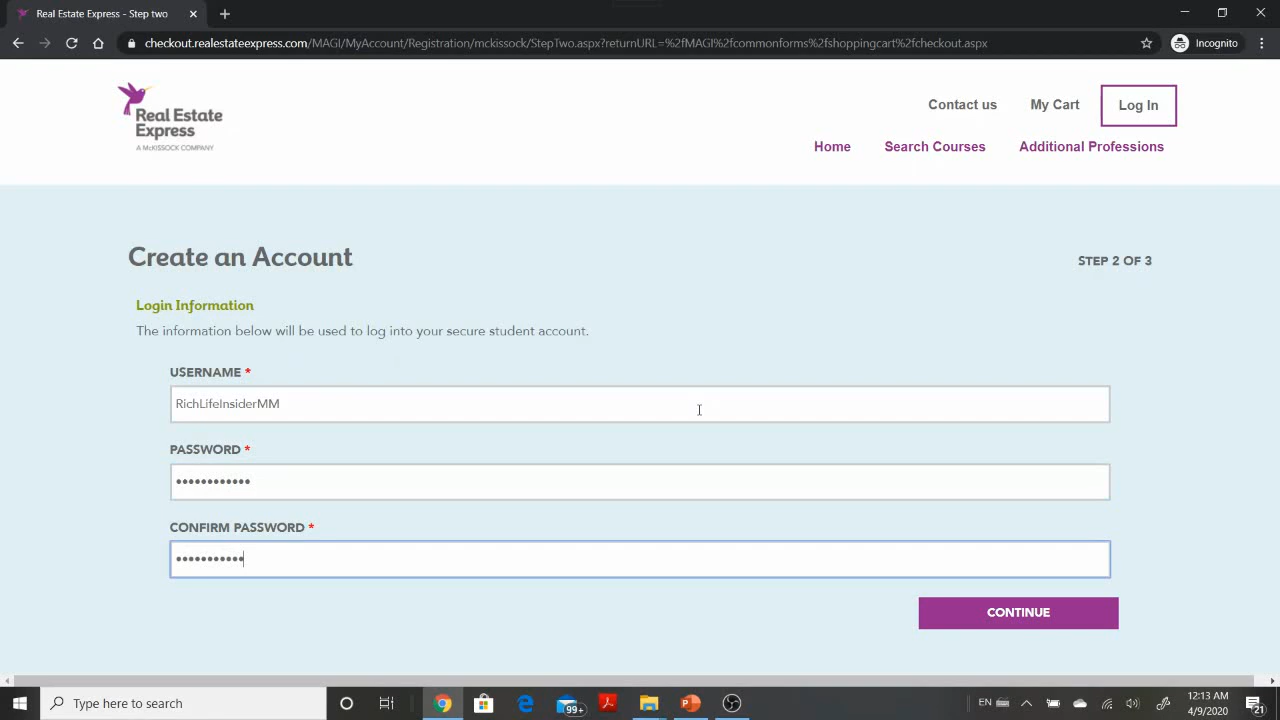 Real Estate Express - Step two
checkout.realestateexpress.com/MAGI/MyAccount/Registration/mckissock/StepTwo.aspx?returnURL=%2fMAGI%2fcommonforms%2fshoppingcart%2fcheckout.aspx
Incognito
Real Estate
Express
A McKISSOCK COMPANY
Contact us
My Cart
Log In
Home
Search Courses
Additional Professions
Create an Account
STEP 2 OF 3
Login Information
The information below will be used to log into your secure student account.
USERNAME *
RichLifeInsiderMM
PASSWORD *
••••••••••••
CONFIRM PASSWORD *
•••••••••••
CONTINUE
Type here to search
99+
EN
12:13 AM
4/9/2020
21